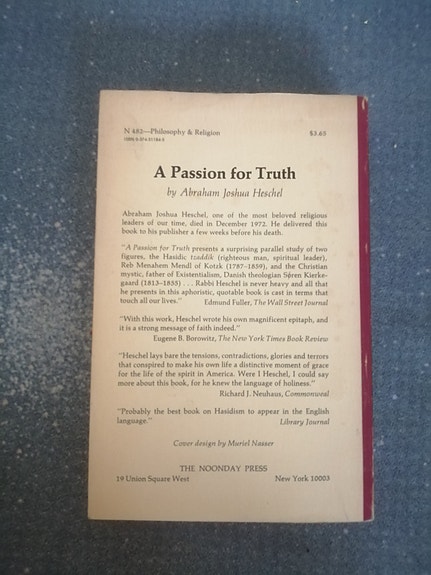 N 482—Philosophy & Religion $3.65
A Passion for Truth
by Abraham Joshua Heschel
Abraham Joshua Heschel, one of the most beloved religious
leaders of our time, died in December 1972. He delivered this
book to his publisher a few weeks before his death.
"A Passion for Truth presents a surprising parallel study of two
figures, the Hasidic tzaddik (righteous man, spiritual leader),
Reb Menahem Mendl of Kotzk (1787–1859), and the Christian
mystic, father of Existentialism, Danish theologian Søren Kierke-
gaard (1813–1855) . . . Rabbi Heschel is never heavy and all that
he presents in this aphoristic, quotable book is cast in terms that
touch all our lives." Edmund Fuller, The Wall Street Journal
"With this work, Heschel wrote his own magnificent epitaph, and
it is a strong message of faith indeed."
Eugene B. Borowitz, The New York Times Book Review
"Heschel lays bare the tensions, contradictions, glories and terrors
that conspired to make his own life a distinctive moment of grace
for the life of the spirit in America. Were I Heschel, I could say
more about this book, for he knew the language of holiness."
Richard J. Neuhaus, Commonweal
"Probably the best book on Hasidism to appear in the English
language." Library Journal
Cover design by Muriel Nasser
THE NOONDAY PRESS
19 Union Square West New York 10003